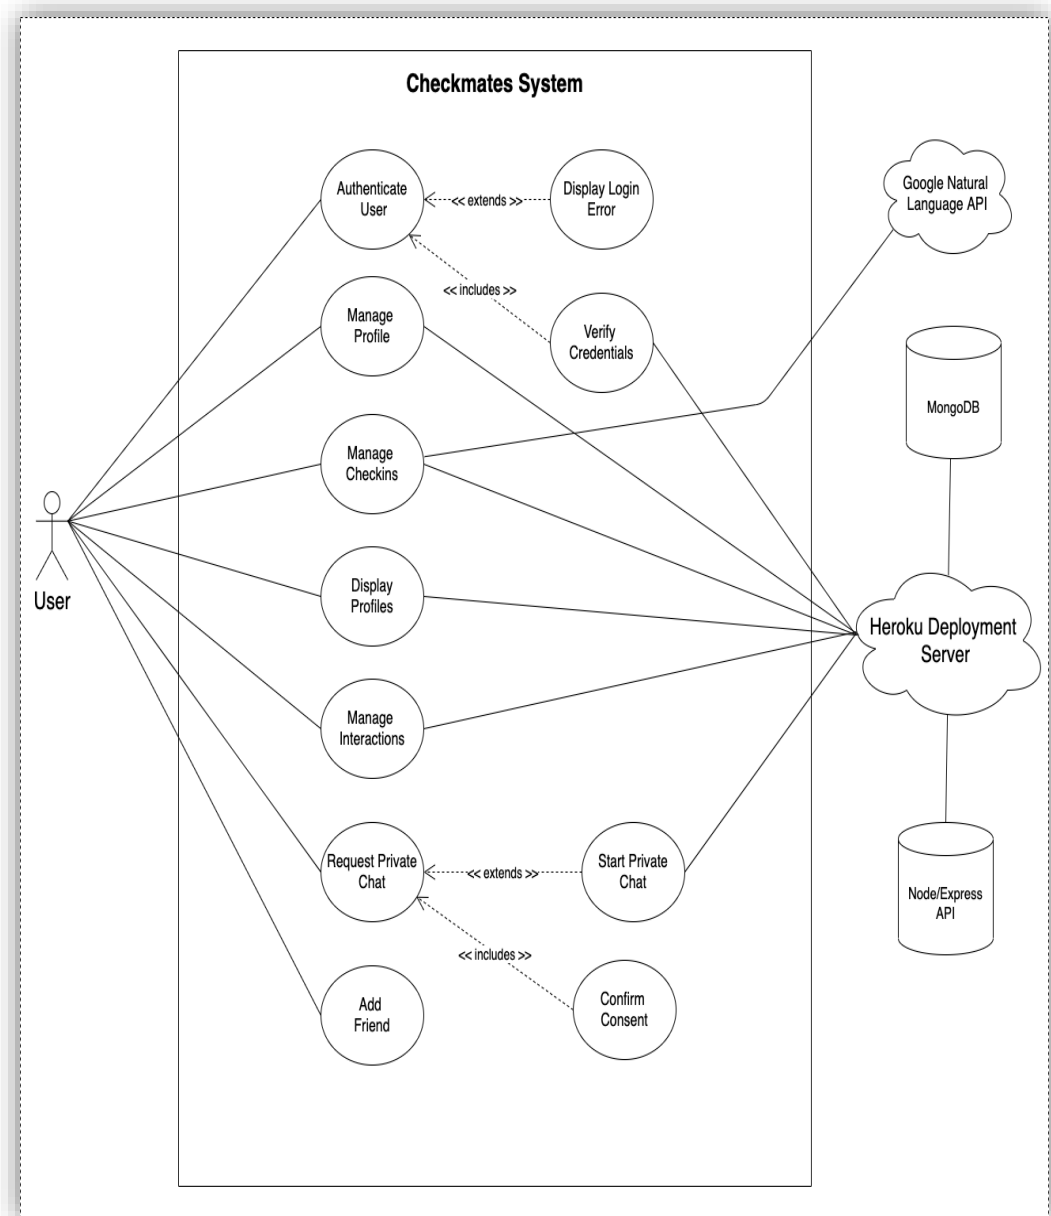 Checkmates System
Authenticate
User
<< extends >>
Display Login
Error
Google Natural
Language API
<< includes >>
Manage
Profile
Verify
Credentials
MongoDB
Manage
Checkins
User
Display
Profiles
Heroku Deployment
Server
Manage
Interactions
Request Private
Chat
<< extends >>
Start Private
Chat
Node/Express
API
<< includes >>
Add
Friend
Confirm
Consent